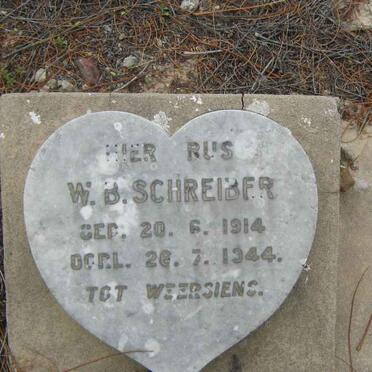 HIER RUS
W. B. SCHREIBER
GEB. 20. 6. 1914
OORL. 26. 7. 1944.
TOT WEERSIENS.